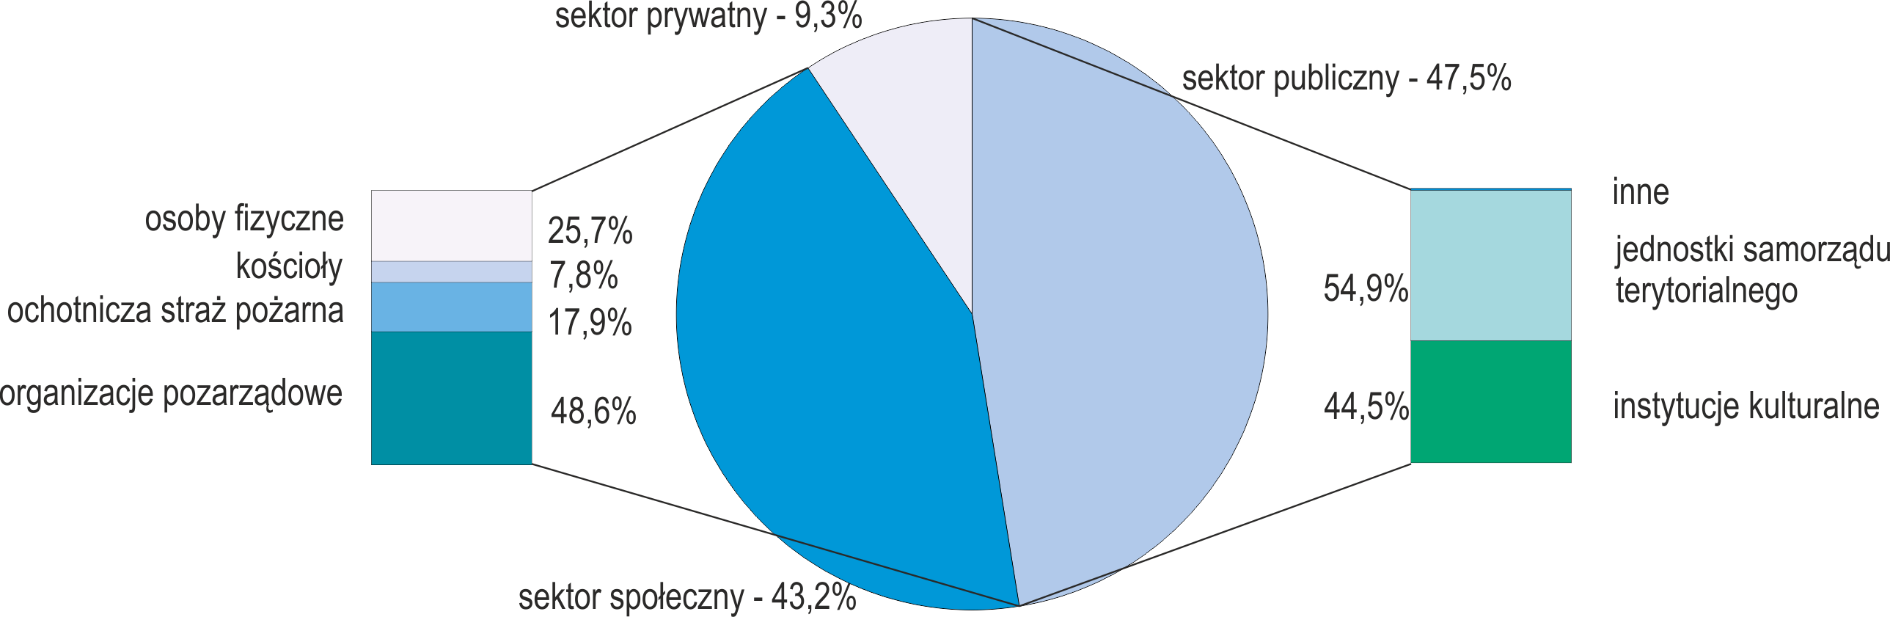 sektor prywatny - 9,3%
sektor publiczny - 47,5%
osoby fizyczne
25,7%
kościoły
7,8%
ochotnicza straż pożarna
17,9%
organizacje pozarządowe
48,6%
inne
54,9%
jednostki samorządu
terytorialnego
44,5%
instytucje kulturalne
sektor społeczny - 43,2%